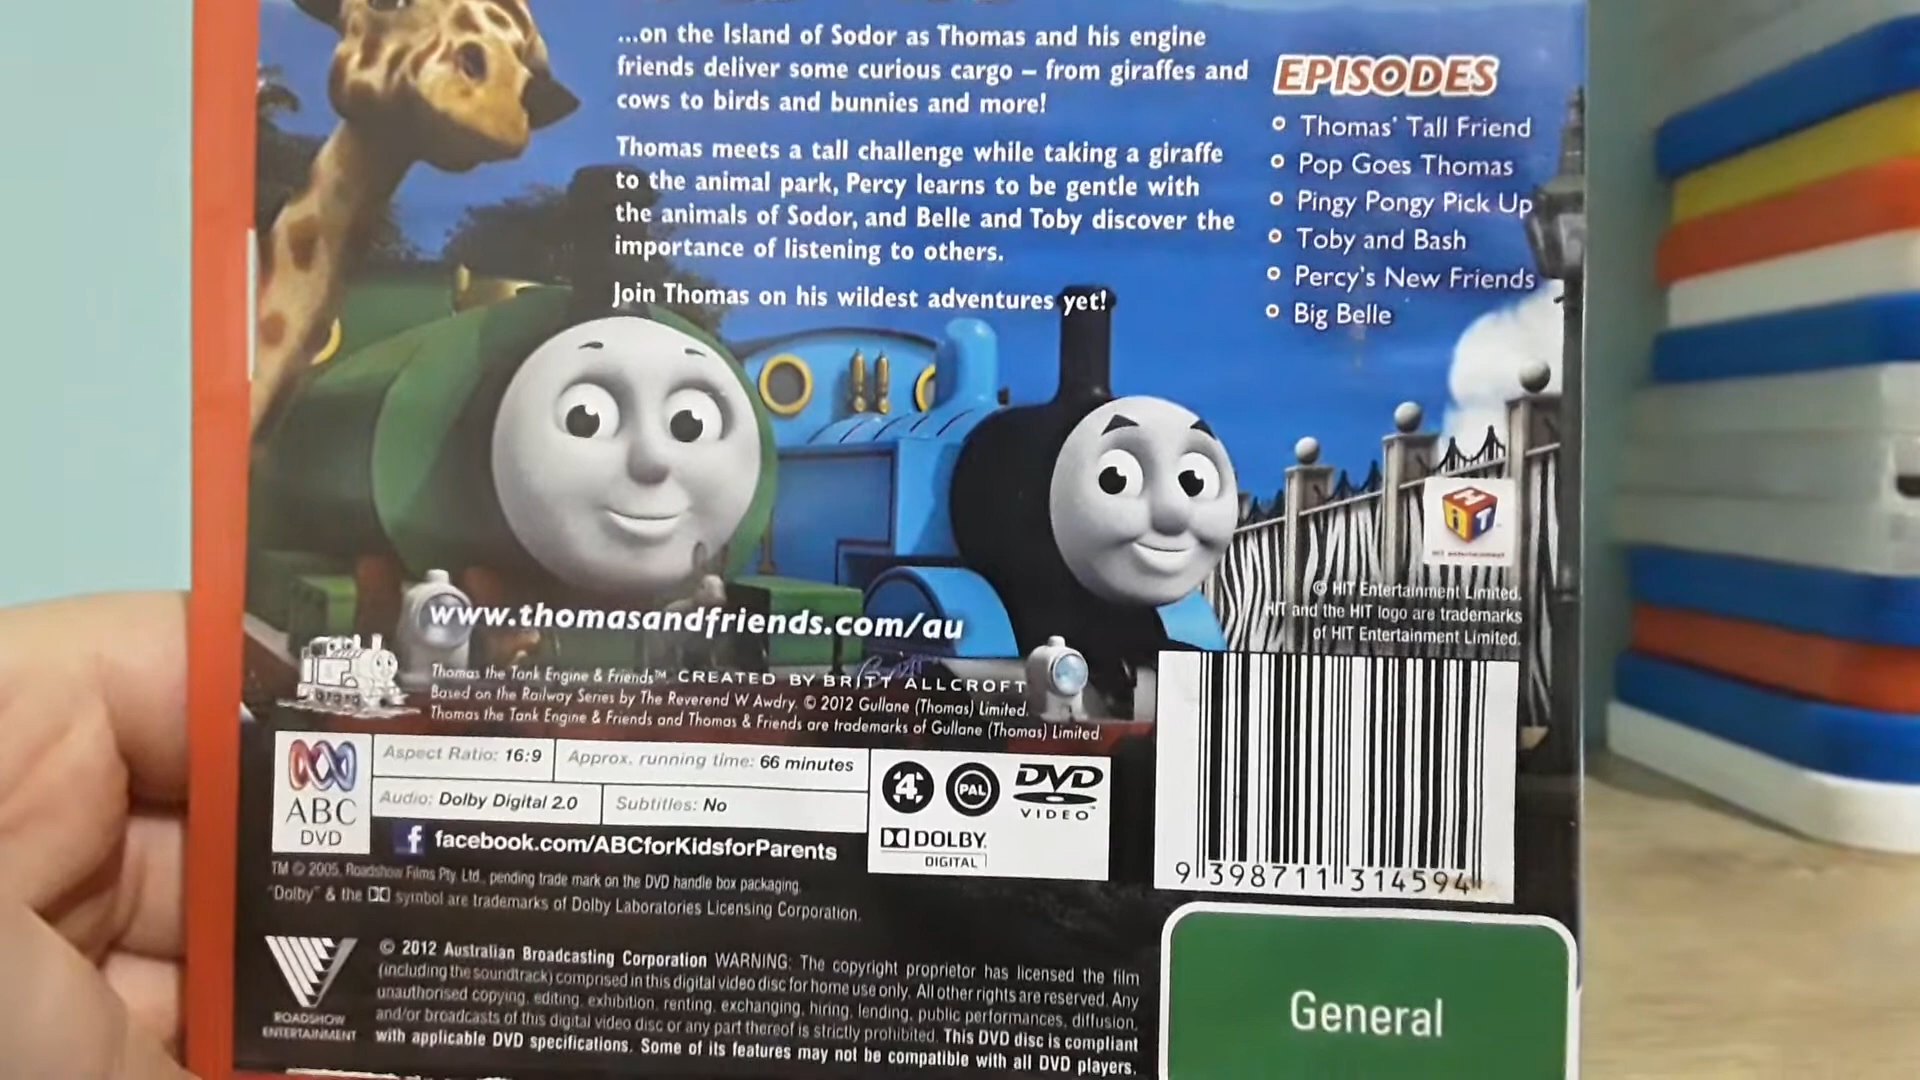 ...on the Island of Sodor as Thomas and his engine
friends deliver some curious cargo – from giraffes and
cows to birds and bunnies and more!
Thomas meets a tall challenge while taking a giraffe
to the animal park, Percy learns to be gentle with
the animals of Sodor, and Belle and Toby discover the
importance of listening to others.
Join Thomas on his wildest adventures yet!
EPISODES
Thomas' Tall Friend
Pop Goes Thomas
Pingy Pongy Pick Up
Toby and Bash
Percy's New Friends
Big Belle
HiT
HIT entertainment
© HIT Entertainment Limited.
HIT and the HIT logo are trademarks
of HIT Entertainment Limited.
www.thomasandfriends.com/au
Thomas the Tank Engine & Friends™ CREATED BY BRITT ALLCROFT
Based on the Railway Series by The Reverend W Awdry. © 2012 Gullane (Thomas) Limited.
Thomas the Tank Engine & Friends and Thomas & Friends are trademarks of Gullane (Thomas) Limited.
ABC
DVD
Aspect Ratio: 16:9
Approx. running time: 66 minutes
Audio: Dolby Digital 2.0
Subtitles: No
facebook.com/ABCforKidsforParents
4
PAL
DVD
VIDEO™
DOLBY
DIGITAL
9 398711 314594
TM © 2005, Roadshow Films Pty. Ltd., pending trade mark on the DVD handle box packaging.
"Dolby" & the symbol are trademarks of Dolby Laboratories Licensing Corporation.
ROADSHOW
ENTERTAINMENT
© 2012 Australian Broadcasting Corporation WARNING: The copyright proprietor has licensed the film
(including the soundtrack) comprised in this digital video disc for home use only. All other rights are reserved. Any
unauthorised copying, editing, exhibition, renting, exchanging, hiring, lending, public performances, diffusion,
and/or broadcasts of this digital video disc or any part thereof is strictly prohibited. This DVD disc is compliant
with applicable DVD specifications. Some of its features may not be compatible with all DVD players.
General